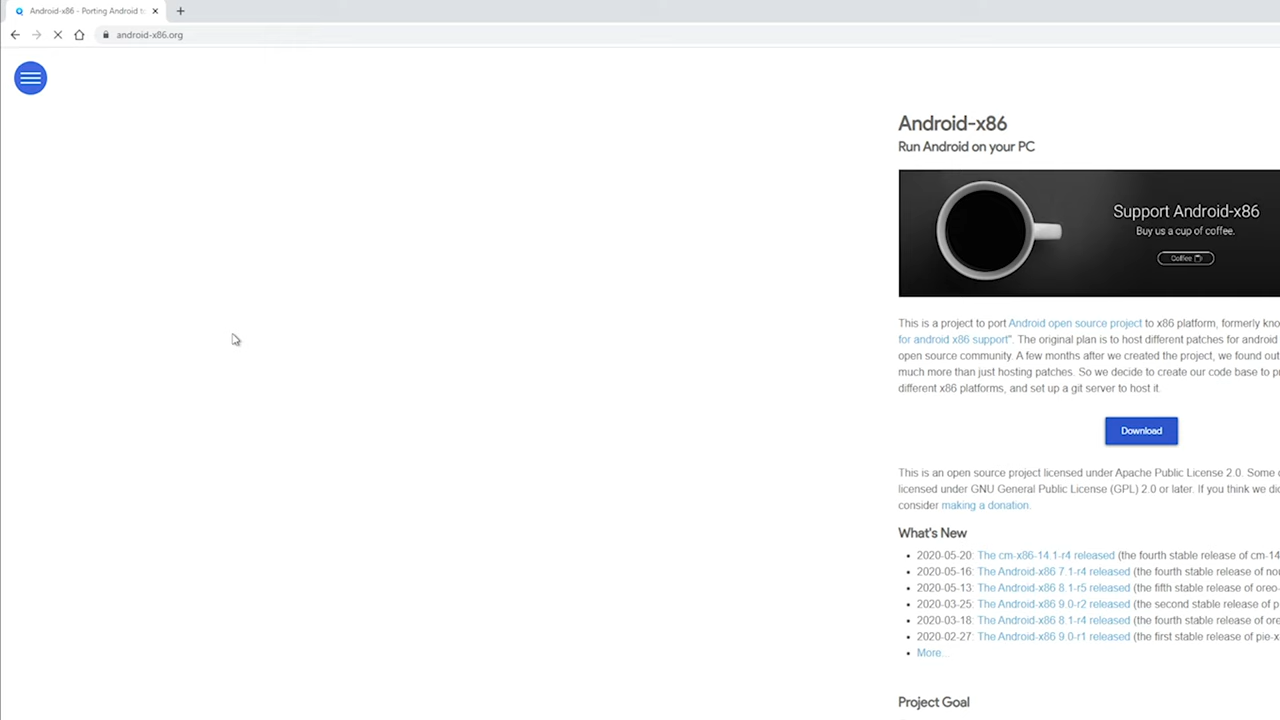 Android-x86 - Porting Android to
android-x86.org
Android-x86
Run Android on your PC
Support Android-x86
Buy us a cup of coffee.
Coffee
This is a project to port Android open source project to x86 platform, formerly kno
for android x86 support". The original plan is to host different patches for android
open source community. A few months after we created the project, we found out
much more than just hosting patches. So we decide to create our code base to p
different x86 platforms, and set up a git server to host it.
Download
This is an open source project licensed under Apache Public License 2.0. Some
licensed under GNU General Public License (GPL) 2.0 or later. If you think we di
consider making a donation.
What's New
2020-05-20: The cm-x86-14.1-r4 released (the fourth stable release of cm-14
2020-05-16: The Android-x86 7.1-r4 released (the fourth stable release of nou
2020-05-13: The Android-x86 8.1-r5 released (the fifth stable release of oreo-
2020-03-25: The Android-x86 9.0-r2 released (the second stable release of p
2020-03-18: The Android-x86 8.1-r4 released (the fourth stable release of ore
2020-02-27: The Android-x86 9.0-r1 released (the first stable release of pie-x
More...
Project Goal